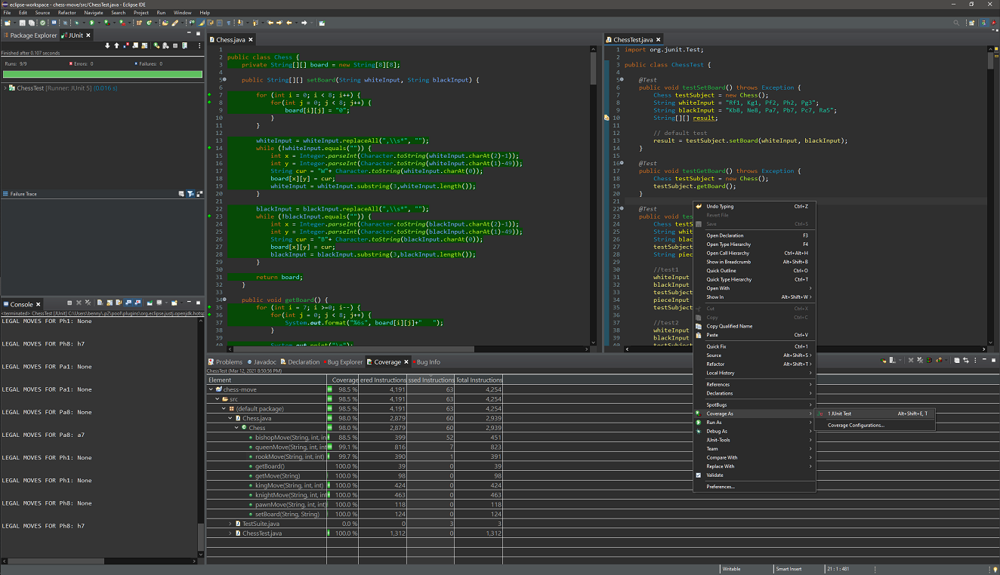 eclipse-workspace - chess-move/src/ChessTest.java - Eclipse IDE
File Edit Source Refactor Navigate Search Project Run Window Help
Package Explorer JUnit
Finished after 0.107 seconds
Runs: 9/9 Errors: 0 Failures: 0
ChessTest [Runner: JUnit 5] (0.016 s)
Failure Trace
Console
<terminated> ChessTest [JUnit] C:\Users\benny\.p2\pool\plugins\org.eclipse.justj.openjdk.hotsp
LEGAL MOVES FOR Ph1: None
LEGAL MOVES FOR Ph8: h7
LEGAL MOVES FOR Pa1: None
LEGAL MOVES FOR Pa1: None
LEGAL MOVES FOR Pa8: None
LEGAL MOVES FOR Pa8: a7
LEGAL MOVES FOR Ph1: None
LEGAL MOVES FOR Ph1: None
LEGAL MOVES FOR Ph8: None
LEGAL MOVES FOR Ph8: h7
Chess.java
1
2 public class Chess {
3 private String[][] board = new String[8][8];
4
5 public String[][] setBoard(String whiteInput, String blackInput) {
6
7 for (int i = 0; i < 8; i++) {
8 for(int j = 0; j < 8; j++) {
9 board[i][j] = "0";
10 }
11 }
12
13 whiteInput = whiteInput.replaceAll(",\\s*", "");
14 while (!whiteInput.equals("")) {
15 int x = Integer.parseInt(Character.toString(whiteInput.charAt(2)-1));
16 int y = Integer.parseInt(Character.toString(whiteInput.charAt(1)-49));
17 String cur = "W"+ Character.toString(whiteInput.charAt(0));
18 board[x][y] = cur;
19 whiteInput = whiteInput.substring(3,whiteInput.length());
20 }
21
22 blackInput = blackInput.replaceAll(",\\s*", "");
23 while (!blackInput.equals("")) {
24 int x = Integer.parseInt(Character.toString(blackInput.charAt(2)-1));
25 int y = Integer.parseInt(Character.toString(blackInput.charAt(1)-49));
26 String cur = "B"+ Character.toString(blackInput.charAt(0));
27 board[x][y] = cur;
28 blackInput = blackInput.substring(3,blackInput.length());
29 }
30
31 return board;
32 }
33
34 public void getBoard() {
35 for (int i = 7; i >=0; i--) {
36 for(int j = 0; j < 8; j++) {
37 System.out.format("%6s", board[i][j]+" ");
38 }
39
40 System.out.print("\n");
ChessTest.java
1 import org.junit.Test;
2
3 public class ChessTest {
4
5 @Test
6 public void testSetBoard() throws Exception {
7 Chess testSubject = new Chess();
8 String whiteInput = "Rf1, Kg1, Pf2, Ph2, Pg3";
9 String blackInput = "Kb8, Ne8, Pa7, Pb7, Pc7, Ra5";
10 String[][] result;
11
12 // default test
13 result = testSubject.setBoard(whiteInput, blackInput);
14 }
15
16 @Test
17 public void testGetBoard() throws Exception {
18 Chess testSubject = new Chess();
19 testSubject.getBoard();
20 }
21
22 @Test
23 public void tes
24 Chess testS
25 String whit
26 String blac
27 testSubject
28 String piec
29
30 //test1
31 whiteInput
32 blackInput
33 testSubject
34 pieceInput
35 testSubject
36
37 //test2
38 whiteInput
39 blackInput
40 testSubject
Undo Typing Ctrl+Z
Revert File
Save Ctrl+S
Open Declaration F3
Open Type Hierarchy F4
Open Call Hierarchy Ctrl+Alt+H
Show in Breadcrumb Alt+Shift+B
Quick Outline Ctrl+O
Quick Type Hierarchy Ctrl+T
Open With
Show In Alt+Shift+W
Cut Ctrl+X
Copy Ctrl+C
Copy Qualified Name
Paste Ctrl+V
Quick Fix Ctrl+1
Source Alt+Shift+S
Refactor Alt+Shift+T
Local History
References
Declarations
SpotBugs
Coverage As
Run As
Debug As
JUnit-Tools
Team
Compare With
Replace With
Validate
Preferences...
1 JUnit Test Alt+Shift+E, T
Coverage Configurations...
Problems Javadoc Declaration Bug Explorer Coverage Bug Info
ChessTest (Mar 12, 2021 8:50:56 PM)
Element Coverage ered Instructions ssed Instructions Total Instructions
chess-move 98.5 % 4,191 63 4,254
src 98.5 % 4,191 63 4,254
(default package) 98.5 % 4,191 63 4,254
Chess.java 98.0 % 2,879 60 2,939
Chess 98.0 % 2,879 60 2,939
bishopMove(String, int, in 88.5 % 399 52 451
queenMove(String, int, int 99.1 % 816 7 823
rookMove(String, int, int) 99.7 % 390 1 391
getBoard() 100.0 % 39 0 39
getMove(String) 100.0 % 98 0 98
kingMove(String, int, int) 100.0 % 424 0 424
knightMove(String, int, int 100.0 % 463 0 463
pawnMove(String, int, int) 100.0 % 118 0 118
setBoard(String, String) 100.0 % 124 0 124
TestSuite.java 0.0 % 0 3 3
ChessTest.java 100.0 % 1,312 0 1,312
Writable Smart Insert 21 : 1 : 481